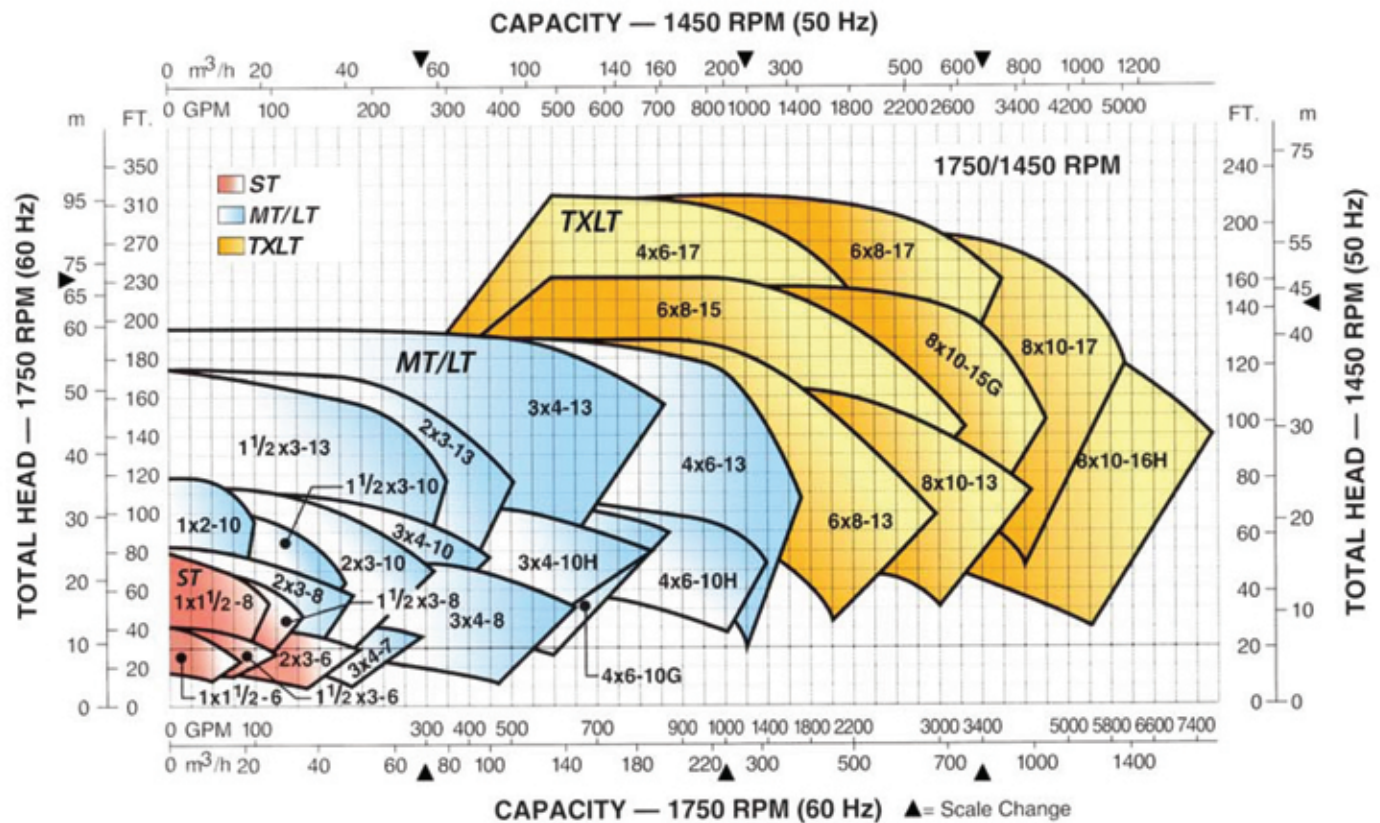 CAPACITY — 1450 RPM (50 Hz)
0 m³/h 20 40 60 100 140 160 200 300 500 600 800 1000 1200
0 GPM 100 200 300 400 500 600 700 800 1000 1400 1800 2200 2600 3400 4200 5000
m FT. FT. m
TOTAL HEAD — 1750 RPM (60 Hz)
95 75 65 60 50 40 30 20 10 0
350 310 270 230 200 180 160 140 120 100 80 60 40 20 0
ST
MT/LT
TXLT
1750/1450 RPM
TXLT
4x6-17
6x8-17
6x8-15
8x10-15G
8x10-17
MT/LT
3x4-13
2x3-13
1 1/2 x3-13
4x6-13
8x10-16H
8x10-13
6x8-13
1 1/2 x3-10
1x2-10
3x4-10
2x3-10
3x4-10H
4x6-10H
ST
1x1 1/2 -8
2x3-8
1 1/2 x3-8
3x4-8
2x3-6
3x4-7
4x6-10G
1x1 1/2 -6
1 1/2 x3-6
240 200 160 140 120 100 80 60 40 20 0
75 55 45 40 30 20 10 0
TOTAL HEAD — 1450 RPM (50 Hz)
0 GPM 100 300 400 500 700 900 1000 1400 1800 2200 3000 3400 5000 5800 6600 7400
0 m³/h 20 40 60 80 100 140 180 220 300 500 700 1000 1400
CAPACITY — 1750 RPM (60 Hz) ▲= Scale Change